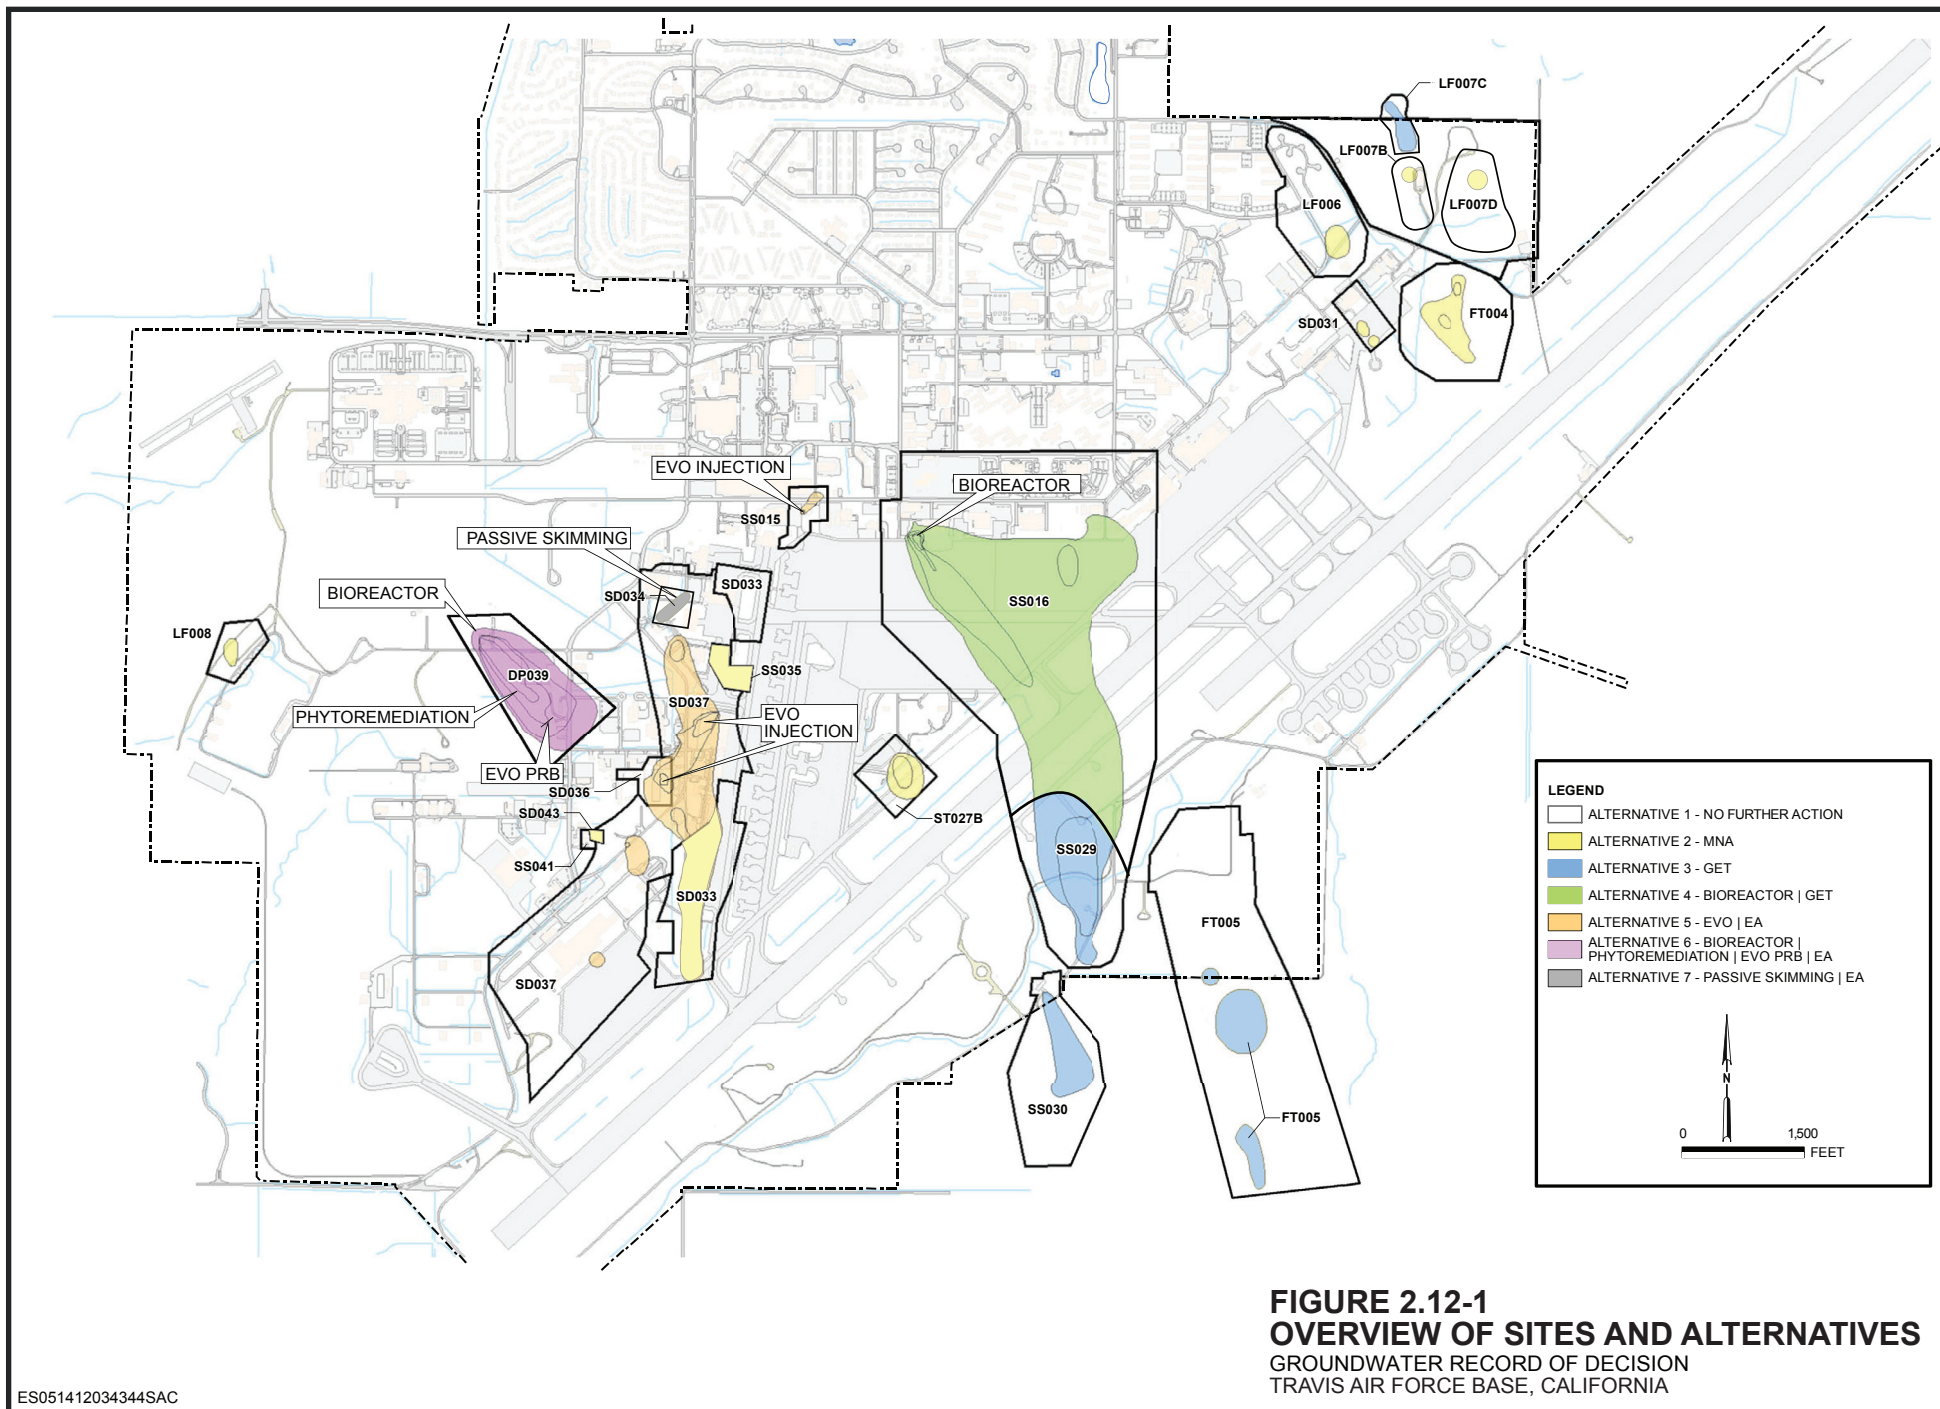 LF007C
LF007B
LF006
LF007D
FT004
SD031
EVO INJECTION
BIOREACTOR
SS015
PASSIVE SKIMMING
SD033
SD034
BIOREACTOR
SS016
LF008
DP039
SS035
SD037
PHYTOREMEDIATION
EVO
INJECTION
EVO PRB
SD036
SD043
ST027B
SS041
SS029
SD033
FT005
SD037
SS030
FT005
LEGEND
ALTERNATIVE 1 - NO FURTHER ACTION
ALTERNATIVE 2 - MNA
ALTERNATIVE 3 - GET
ALTERNATIVE 4 - BIOREACTOR | GET
ALTERNATIVE 5 - EVO | EA
ALTERNATIVE 6 - BIOREACTOR |
PHYTOREMEDIATION | EVO PRB | EA
ALTERNATIVE 7 - PASSIVE SKIMMING | EA
N
0 1,500
FEET
FIGURE 2.12-1
OVERVIEW OF SITES AND ALTERNATIVES
GROUNDWATER RECORD OF DECISION
TRAVIS AIR FORCE BASE, CALIFORNIA
ES051412034344SAC